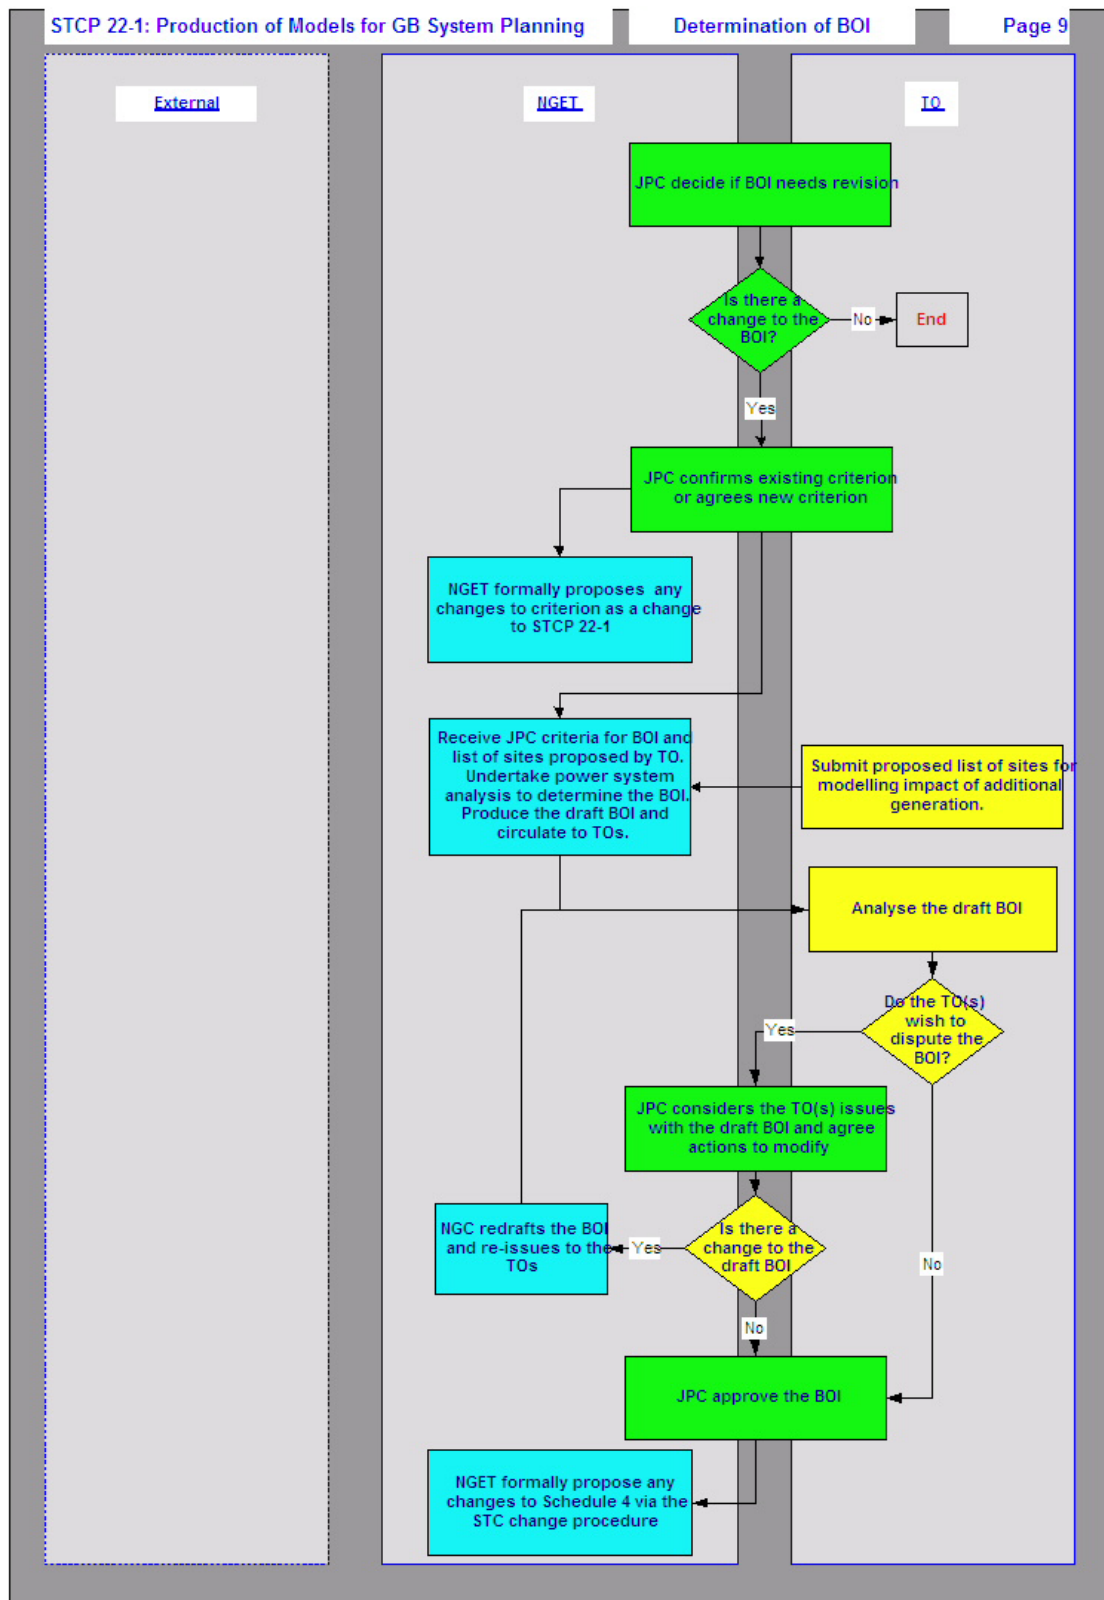 STCP 22-1: Production of Models for GB System Planning
Determination of BOI
Page 9
External
NGET
TO
JPC decide if BOI needs revision
Is there a
change to the
BOI?
No
End
Yes
JPC confirms existing criterion
or agrees new criterion
NGET formally proposes any
changes to criterion as a change
to STCP 22-1
Receive JPC criteria for BOI and
list of sites proposed by TO.
Undertake power system
analysis to determine the BOI.
Produce the draft BOI and
circulate to TOs.
Submit proposed list of sites for
modelling impact of additional
generation.
Analyse the draft BOI
Do the TO(s)
wish to
dispute the
BOI?
Yes
JPC considers the TO(s) issues
with the draft BOI and agree
actions to modify
NGC redrafts the BOI
and re-issues to the
TOs
Yes
Is there a
change to the
draft BOI
No
No
JPC approve the BOI
NGET formally propose any
changes to Schedule 4 via the
STC change procedure